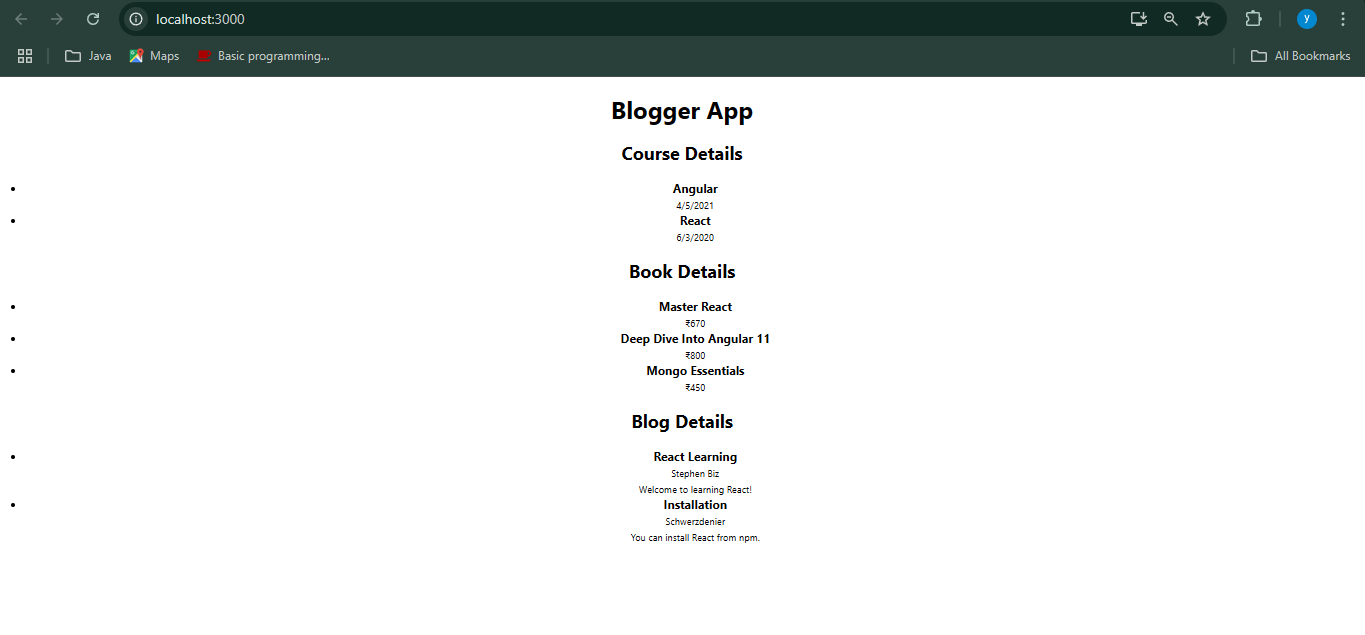 localhost:3000
y
Java Maps Basic programming... All Bookmarks
Blogger App
Course Details
Angular
4/5/2021
React
6/3/2020
Book Details
Master React
₹670
Deep Dive Into Angular 11
₹800
Mongo Essentials
₹450
Blog Details
React Learning
Stephen Biz
Welcome to learning React!
Installation
Schwerzdenier
You can install React from npm.